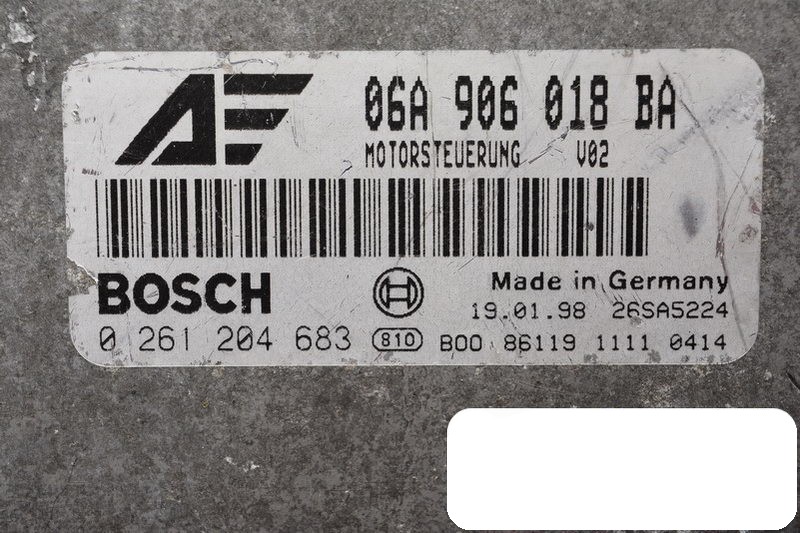 AF
06A 906 018 BA
MOTORSTEUERUNG V02
BOSCH
Made in Germany
19.01.98 26SA5224
0 261 204 683 810 B00 86119 1111 0414